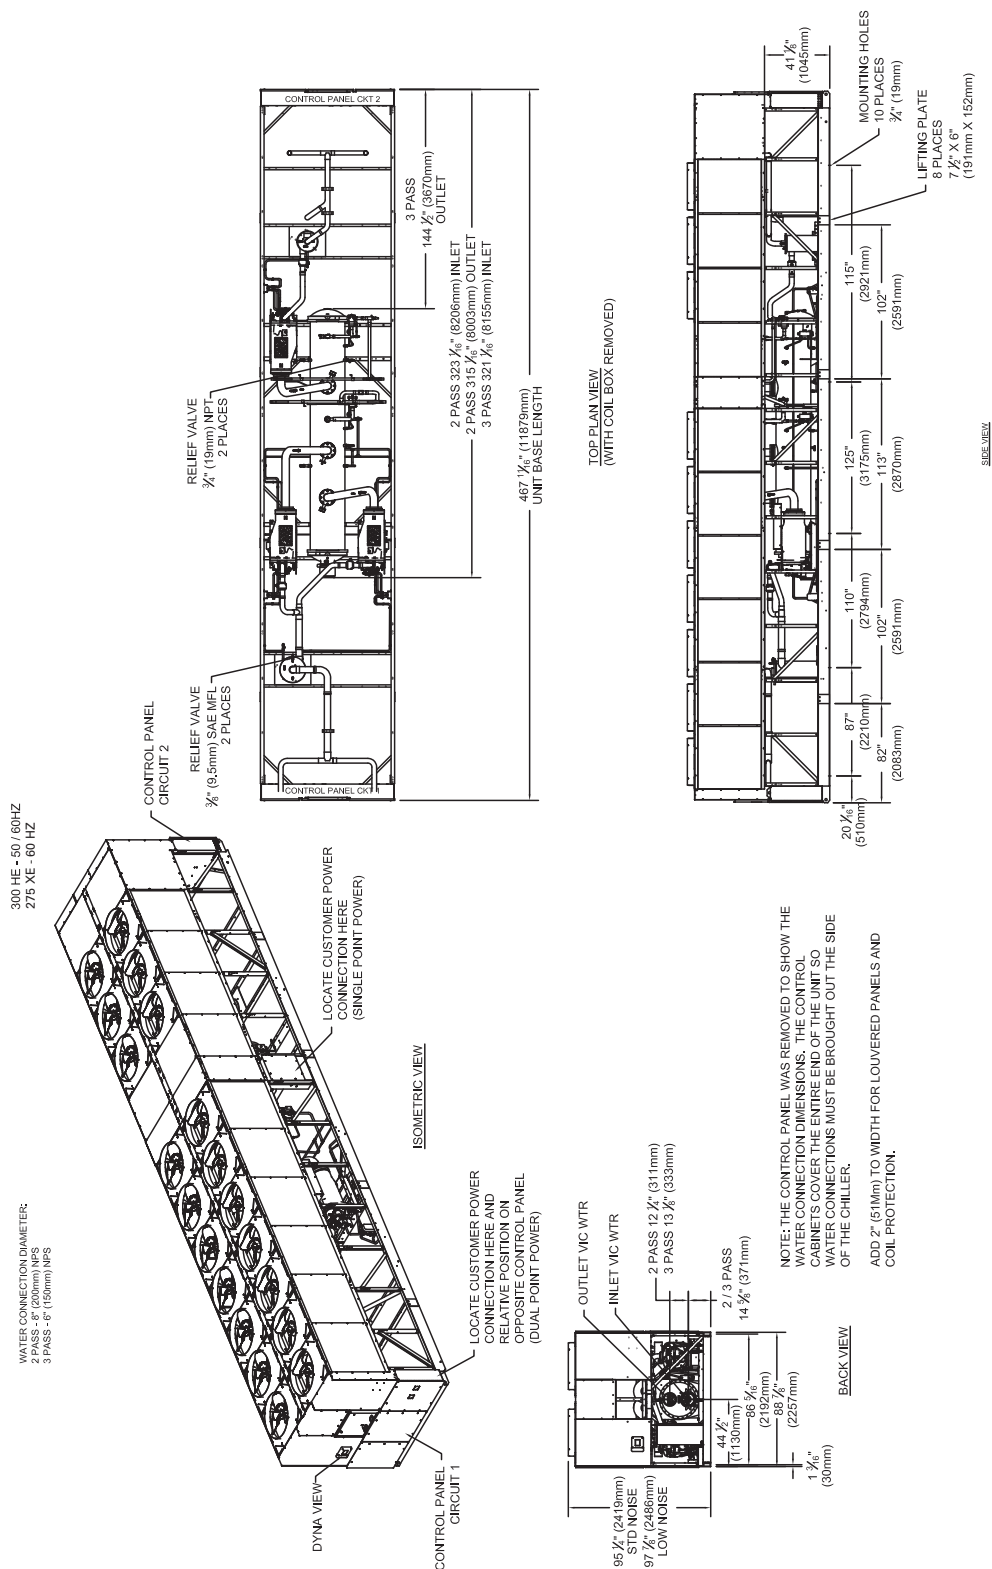 300 HE - 50 / 60HZ
275 XE - 60 HZ
WATER CONNECTION DIAMETER:
2 PASS - 8" (200mm) NPS
3 PASS - 6" (150mm) NPS
CONTROL PANEL
CIRCUIT 2
LOCATE CUSTOMER POWER
CONNECTION HERE
(SINGLE POINT POWER)
ISOMETRIC VIEW
LOCATE CUSTOMER POWER
CONNECTION HERE AND
RELATIVE POSITION ON
OPPOSITE CONTROL PANEL
(DUAL POINT POWER)
DYNA VIEW
CONTROL PANEL
CIRCUIT 1
CONTROL PANEL CKT 2
CONTROL PANEL CKT 1
RELIEF VALVE
¾" (19mm) NPT
2 PLACES
RELIEF VALVE
⅜" (9.5mm) SAE MFL
2 PLACES
3 PASS
144 ½" (3670mm)
OUTLET
2 PASS 323 1⁄16" (8206mm) INLET
2 PASS 315 1⁄16" (8003mm) OUTLET
3 PASS 321 1⁄16" (8155mm) INLET
467 11⁄16" (11879mm)
UNIT BASE LENGTH
TOP PLAN VIEW
(WITH COIL BOX REMOVED)
41 ⅛"
(1045mm)
MOUNTING HOLES
10 PLACES
¾" (19mm)
LIFTING PLATE
8 PLACES
7 ½" X 6"
(191mm X 152mm)
115"
(2921mm)
102"
(2591mm)
125"
(3175mm)
113"
(2870mm)
110"
(2794mm)
102"
(2591mm)
87"
(2210mm)
82"
(2083mm)
20 1⁄16"
(510mm)
SIDE VIEW
OUTLET VIC WTR
INLET VIC WTR
2 PASS 12 ¼" (311mm)
3 PASS 13 ⅛" (333mm)
2 / 3 PASS
14 ⅝" (371mm)
95 ¼" (2419mm)
STD NOISE
97 ⅞" (2486mm)
LOW NOISE
44 ½"
(1130mm)
86 5⁄16"
(2192mm)
88 ⅞"
(2257mm)
1 3⁄16"
(30mm)
BACK VIEW
NOTE: THE CONTROL PANEL WAS REMOVED TO SHOW THE
WATER CONNECTION DIMENSIONS. THE CONTROL
CABINETS COVER THE ENTIRE END OF THE UNIT SO
WATER CONNECTIONS MUST BE BROUGHT OUT THE SIDE
OF THE CHILLER.
ADD 2" (51Mm) TO WIDTH FOR LOUVERED PANELS AND
COIL PROTECTION.